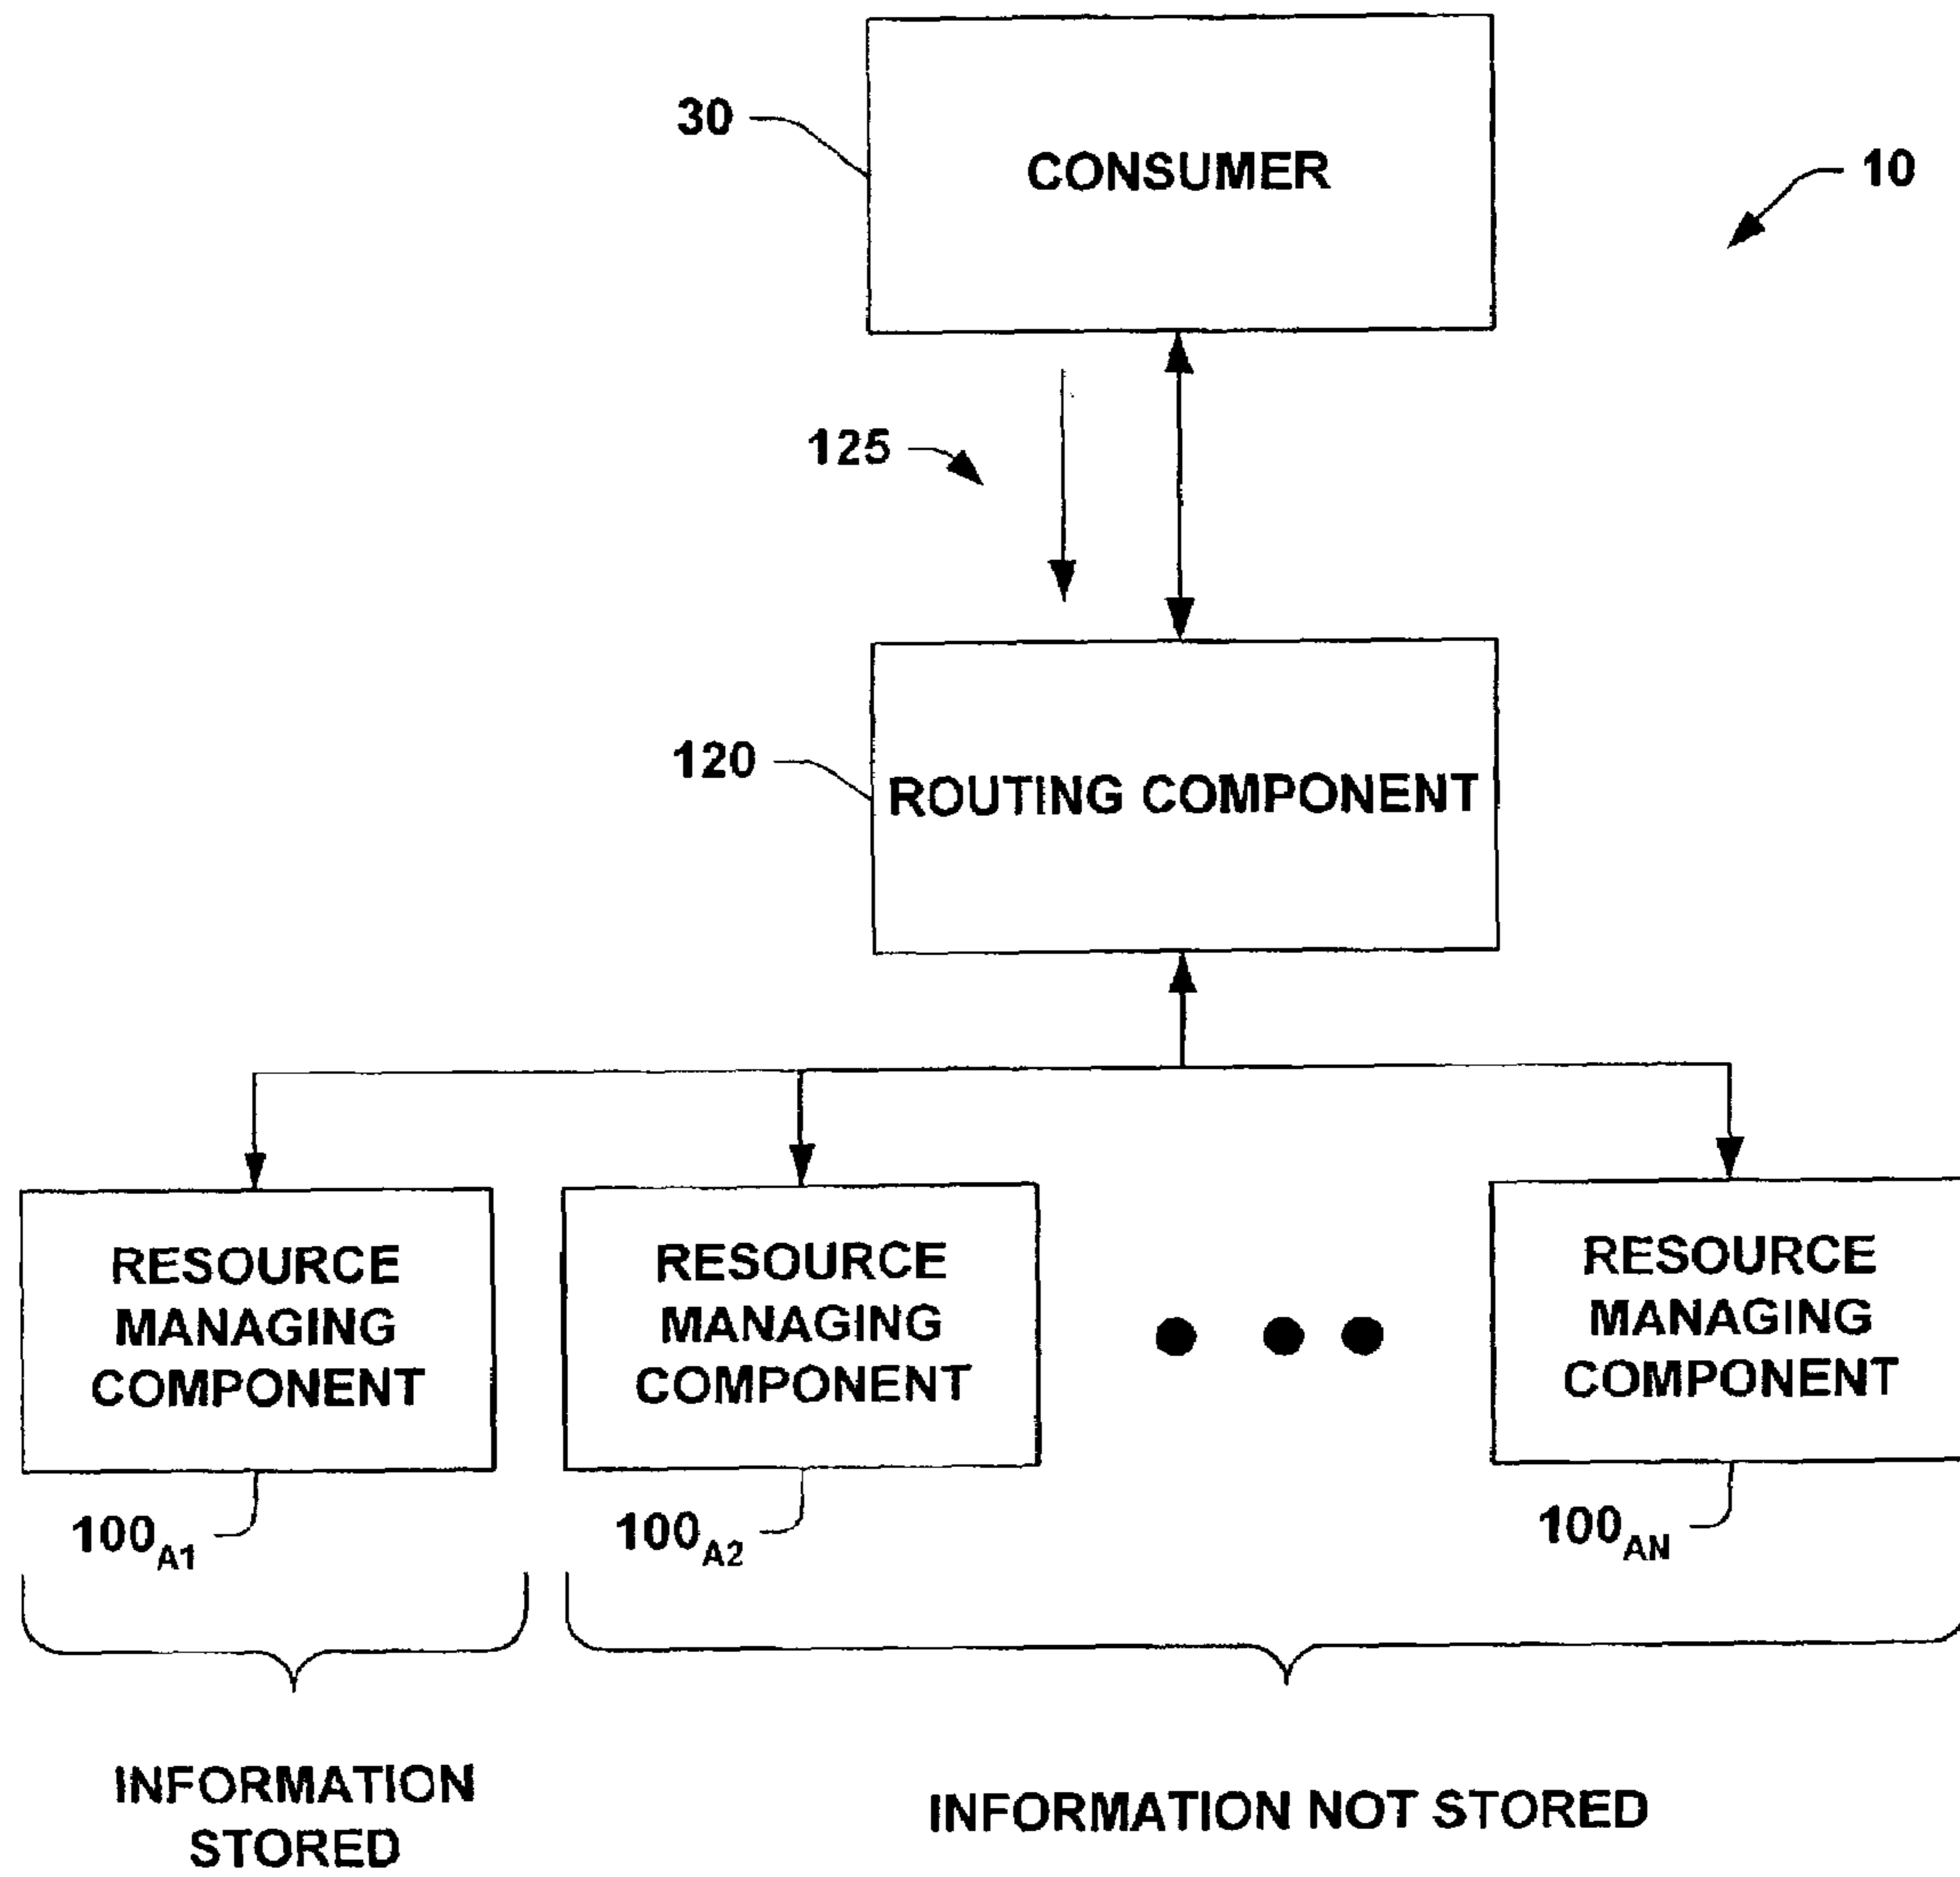 30
CONSUMER
10
125
120
ROUTING COMPONENT
RESOURCE
MANAGING
COMPONENT
RESOURCE
MANAGING
COMPONENT
RESOURCE
MANAGING
COMPONENT
100A1
100A2
100AN
INFORMATION
STORED
INFORMATION NOT STORED